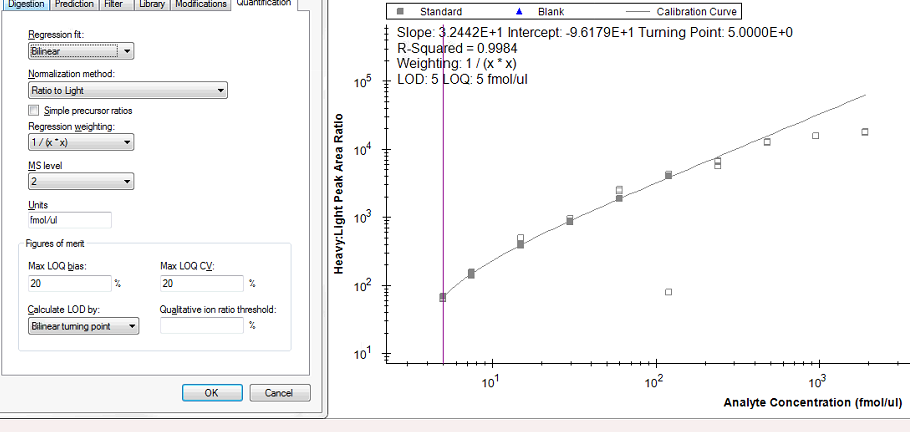 Digestion Prediction Filter Library Modifications Quantification
Regression fit:
Bilinear
Normalization method:
Ratio to Light
Simple precursor ratios
Regression weighting:
1 / (x * x)
MS level
2
Units
fmol/ul
Figures of merit
Max LOQ bias:
20 %
Max LOQ CV:
20 %
Calculate LOD by:
Bilinear turning point
Qualitative ion ratio threshold:
%
OK Cancel
Standard Blank Calibration Curve
Slope: 3.2442E+1 Intercept: -9.6179E+1 Turning Point: 5.0000E+0
R-Squared = 0.9984
Weighting: 1 / (x * x)
LOD: 5 LOQ: 5 fmol/ul
Heavy:Light Peak Area Ratio
10^5
10^4
10^3
10^2
10^1
10^1 10^2 10^3
Analyte Concentration (fmol/ul)